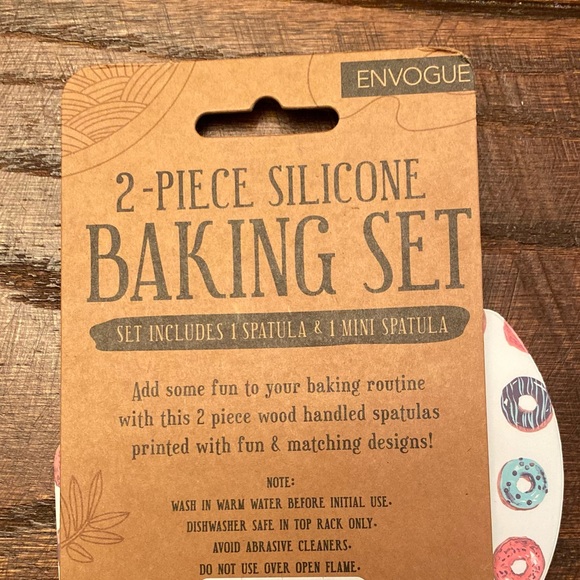 ENVOGUE
2-PIECE SILICONE
BAKING SET
SET INCLUDES 1 SPATULA & 1 MINI SPATULA
Add some fun to your baking routine
with this 2 piece wood handled spatulas
printed with fun & matching designs!
NOTE:
WASH IN WARM WATER BEFORE INITIAL USE.
DISHWASHER SAFE IN TOP RACK ONLY.
AVOID ABRASIVE CLEANERS.
DO NOT USE OVER OPEN FLAME.